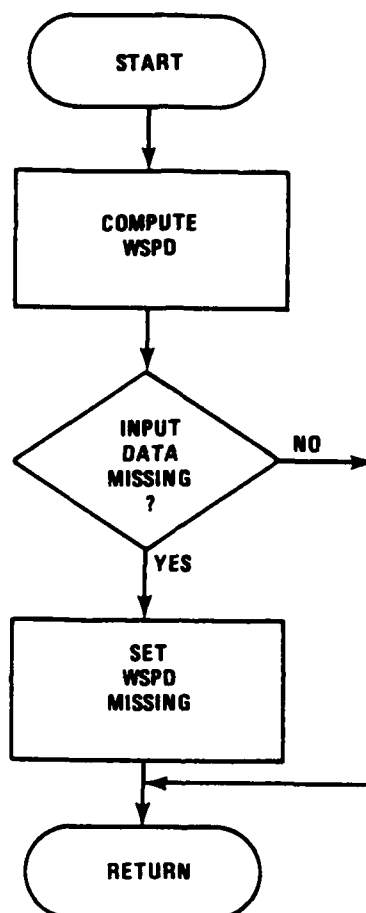 START
COMPUTE
WSPD
INPUT
DATA
MISSING
?
NO
YES
SET
WSPD
MISSING
RETURN